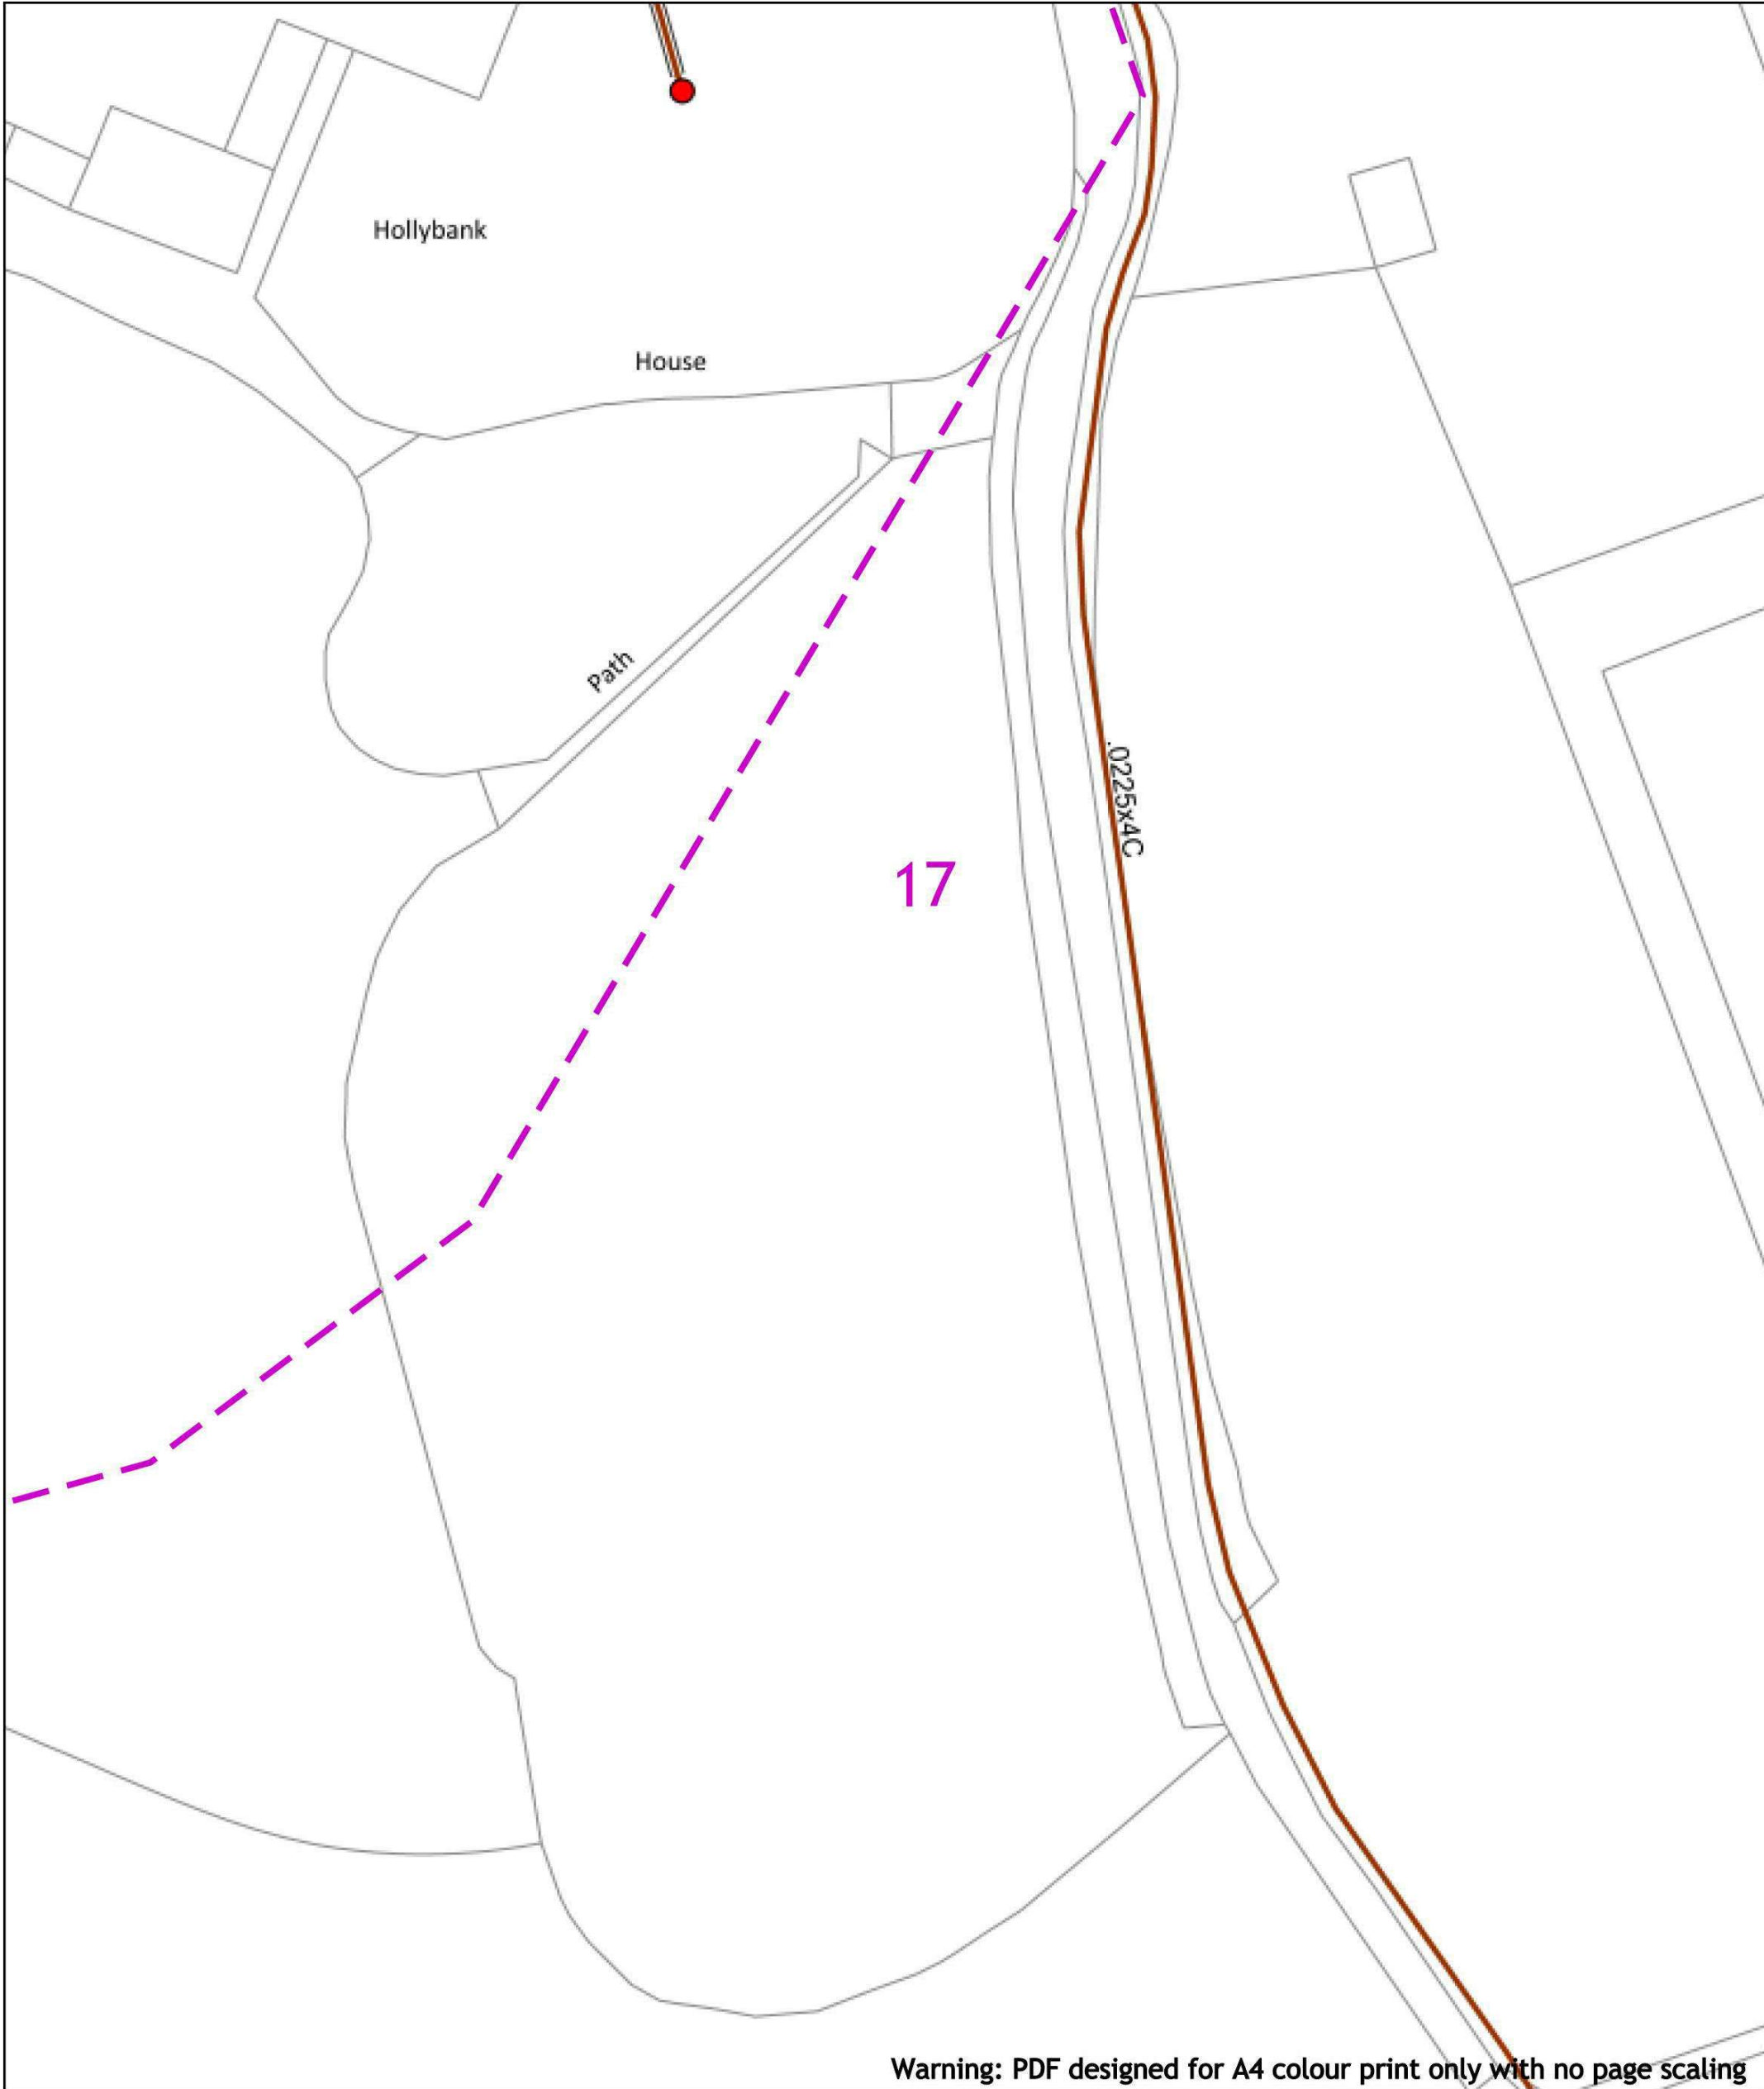 Hollybank
House
Path
.0225x4C
17
Warning: PDF designed for A4 colour print only with no page scaling